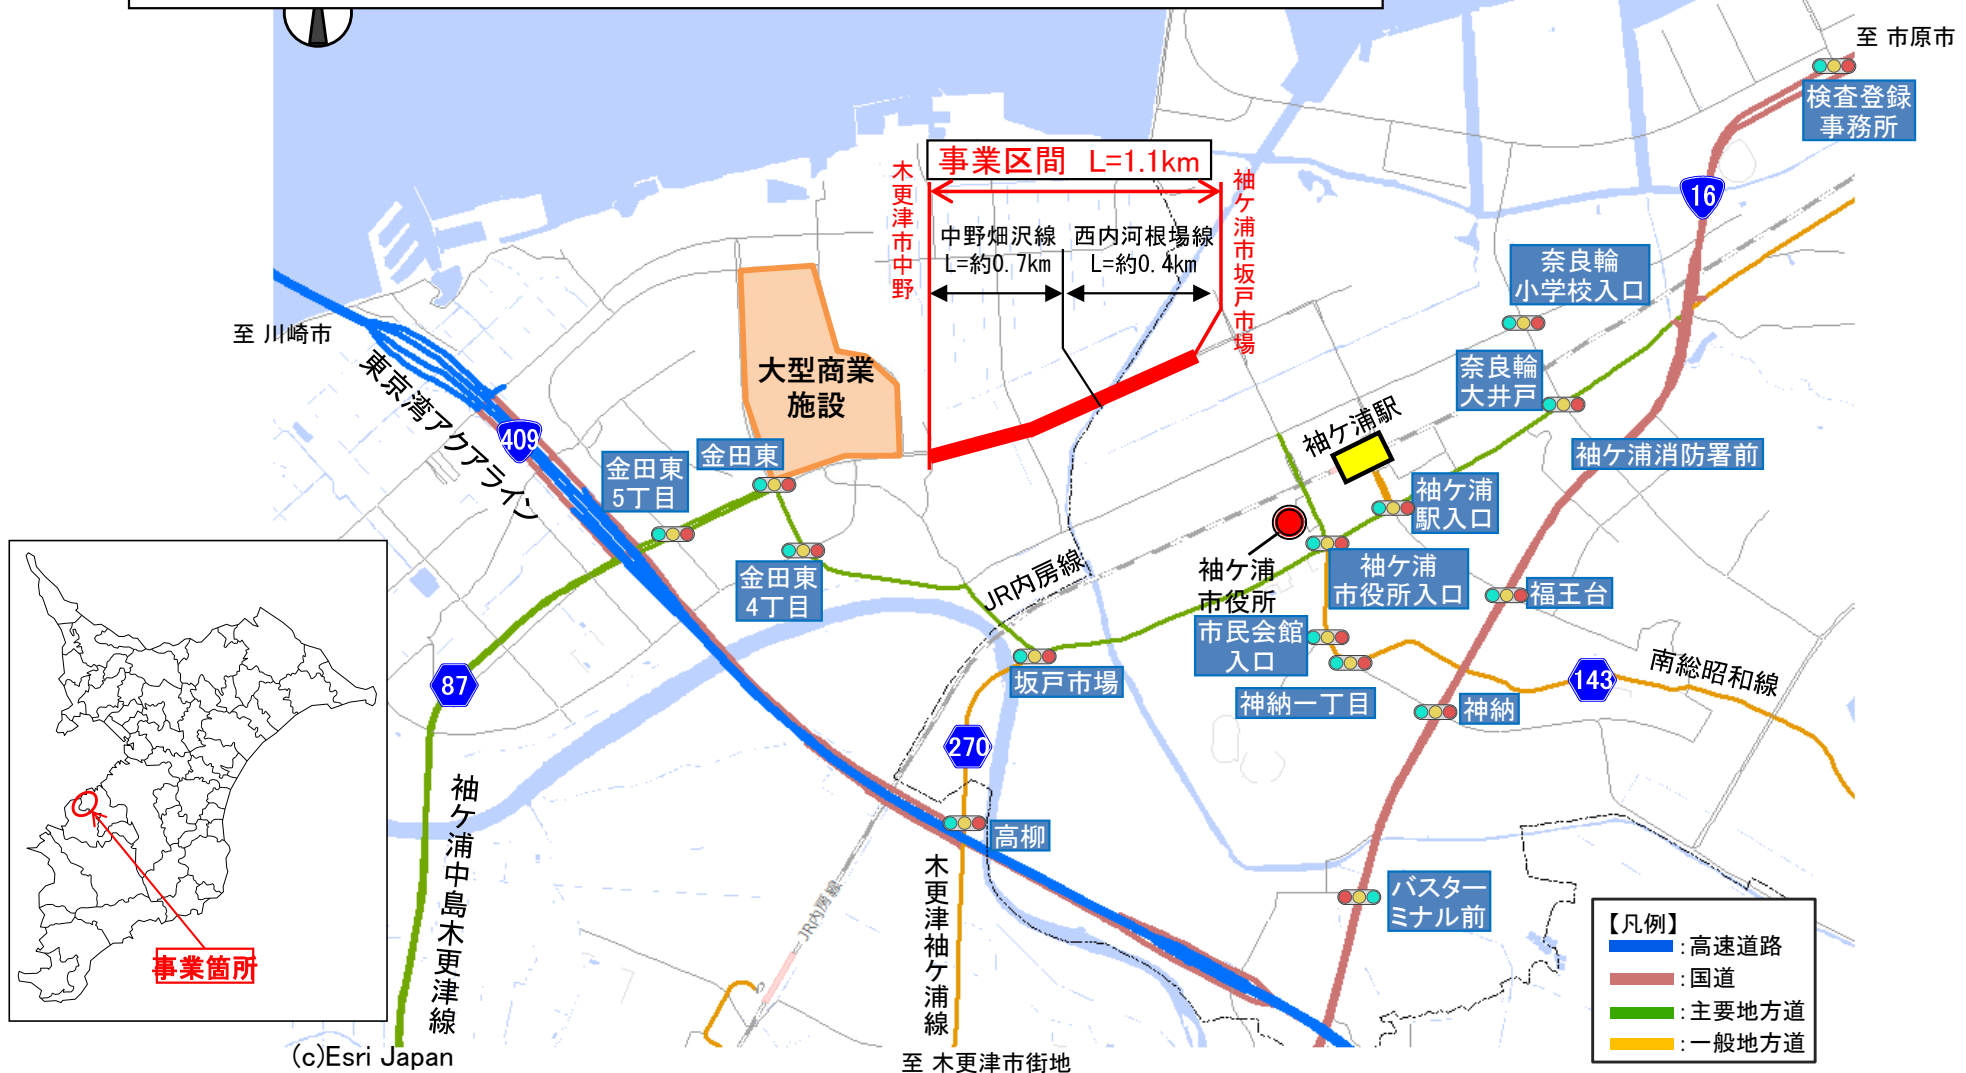 至 市原市
検査登録
事務所
事業区間 L=1.1km
木更津市中野
袖ケ浦市坂戸市場
中野畑沢線
L=約0.7km
西内河根場線
L=約0.4km
16
奈良輪
小学校入口
至 川崎市
東京湾アクアライン
409
大型商業
施設
奈良輪
大井戸
袖ケ浦駅
袖ケ浦消防署前
金田東
金田東
5丁目
袖ケ浦
駅入口
金田東
4丁目
JR内房線
袖ケ浦
市役所
袖ケ浦
市役所入口
福王台
市民会館
入口
坂戸市場
神納一丁目
神納
143
南総昭和線
87
270
袖ケ浦中島木更津線
高柳
木更津袖ケ浦線
JR内房線
バスター
ミナル前
事業箇所
【凡例】
:高速道路
:国道
:主要地方道
:一般地方道
(c)Esri Japan
至 木更津市街地